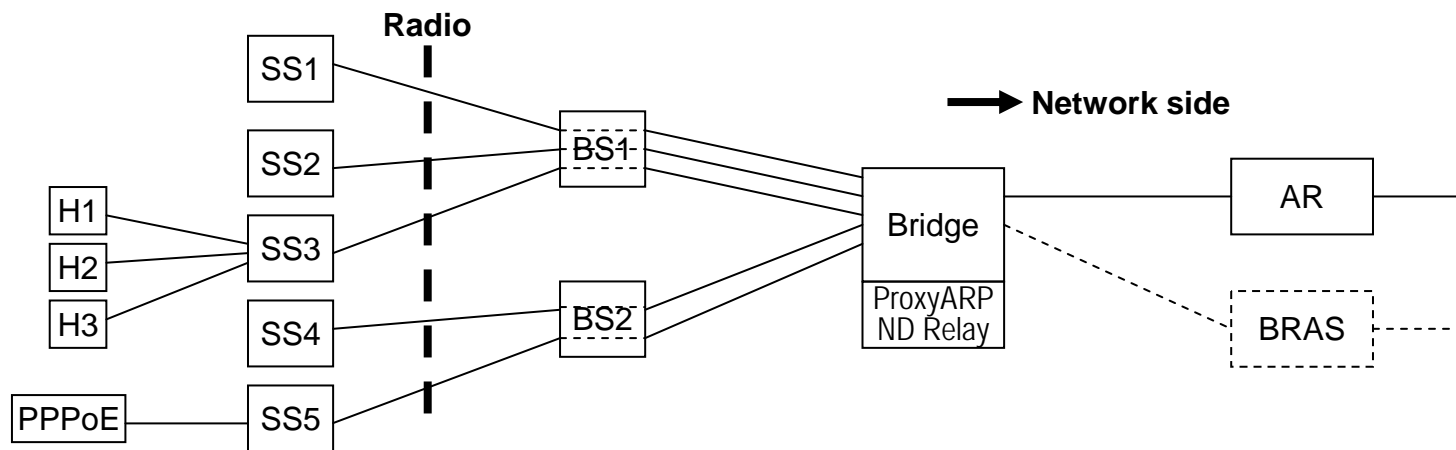 Radio
SS1
SS2
SS3
SS4
SS5
H1
H2
H3
PPPoE
BS1
BS2
Network side
Bridge
ProxyARP
ND Relay
AR
BRAS